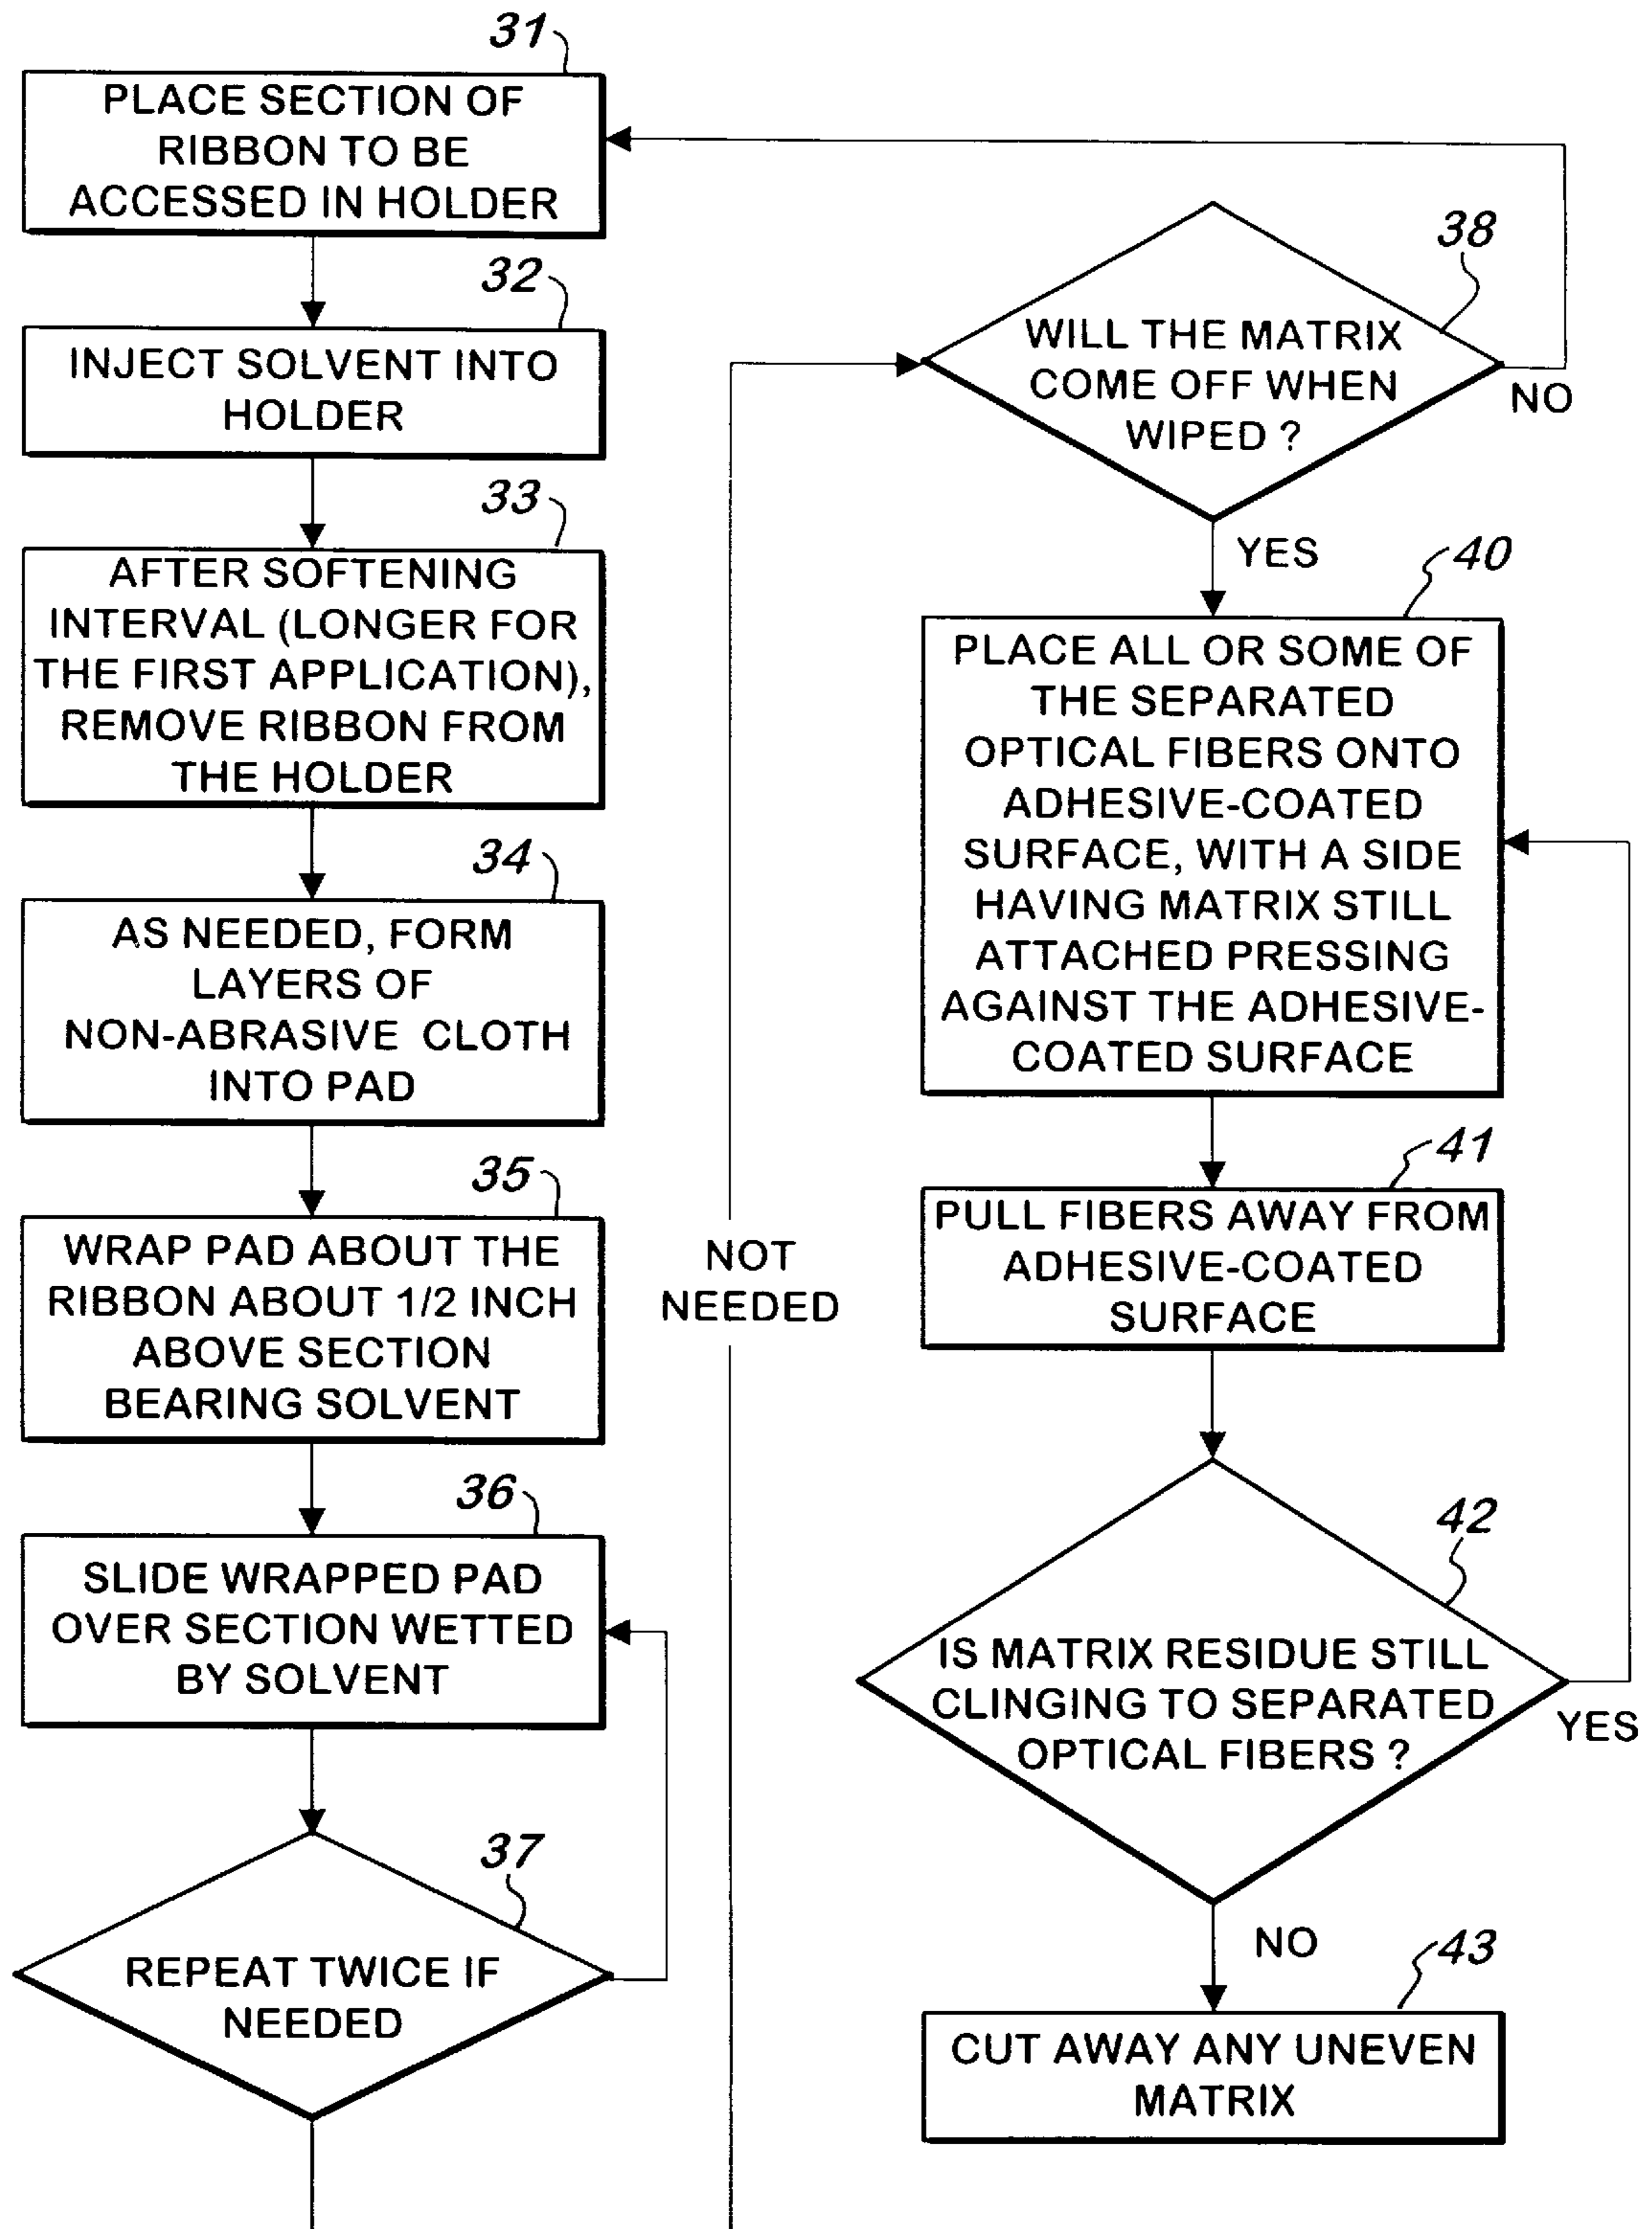 31
PLACE SECTION OF
RIBBON TO BE
ACCESSED IN HOLDER
32
INJECT SOLVENT INTO
HOLDER
33
AFTER SOFTENING
INTERVAL (LONGER FOR
THE FIRST APPLICATION),
REMOVE RIBBON FROM
THE HOLDER
34
AS NEEDED, FORM
LAYERS OF
NON-ABRASIVE CLOTH
INTO PAD
35
WRAP PAD ABOUT THE
RIBBON ABOUT 1/2 INCH
ABOVE SECTION
BEARING SOLVENT
36
SLIDE WRAPPED PAD
OVER SECTION WETTED
BY SOLVENT
37
REPEAT TWICE IF
NEEDED
NOT
NEEDED
38
WILL THE MATRIX
COME OFF WHEN
WIPED ?
NO
YES
40
PLACE ALL OR SOME OF
THE SEPARATED
OPTICAL FIBERS ONTO
ADHESIVE-COATED
SURFACE, WITH A SIDE
HAVING MATRIX STILL
ATTACHED PRESSING
AGAINST THE ADHESIVE-
COATED SURFACE
41
PULL FIBERS AWAY FROM
ADHESIVE-COATED
SURFACE
42
IS MATRIX RESIDUE STILL
CLINGING TO SEPARATED
OPTICAL FIBERS ?
YES
NO
43
CUT AWAY ANY UNEVEN
MATRIX